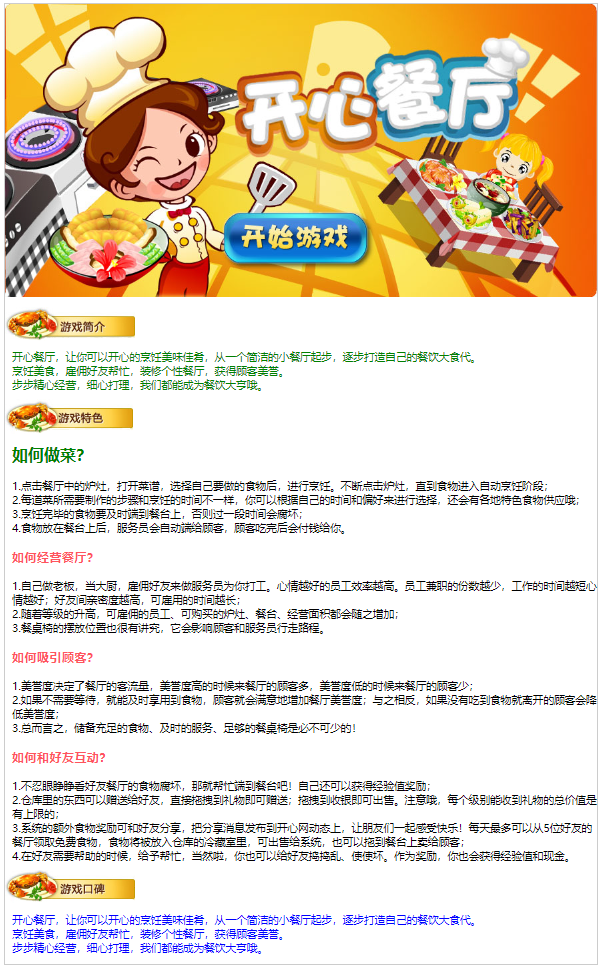 开心餐厅
开始游戏
游戏简介
开心餐厅，让你可以开心的烹饪美味佳肴，从一个简洁的小餐厅起步，逐步打造自己的餐饮大食代。
烹饪美食，雇佣好友帮忙，装修个性餐厅，获得顾客美誉。
步步精心经营，细心打理，我们都能成为餐饮大亨哦。
游戏特色
如何做菜?
1.点击餐厅中的炉灶，打开菜谱，选择自己要做的食物后，进行烹饪。不断点击炉灶，直到食物进入自动烹饪阶段；
2.每道菜所需要制作的步骤和烹饪的时间不一样，你可以根据自己的时间和偏好来进行选择，还会有各地特色食物供应哦；
3.烹饪完毕的食物要及时端到餐台上，否则过一段时间会腐坏；
4.食物放在餐台上后，服务员会自动端给顾客，顾客吃完后会付钱给你。
如何经营餐厅?
1.自己做老板，当大厨，雇佣好友来做服务员为你打工。心情越好的员工效率越高。员工兼职的份数越少，工作的时间越短心
情越好；好友间亲密度越高，可雇用的时间越长；
2.随着等级的升高，可雇佣的员工、可购买的炉灶、餐台、经营面积都会随之增加；
3.餐桌椅的摆放位置也很有讲究，它会影响顾客和服务员行走路程。
如何吸引顾客?
1.美誉度决定了餐厅的客流量，美誉度高的时候来餐厅的顾客多，美誉度低的时候来餐厅的顾客少；
2.如果不需要等待，就能及时享用到食物，顾客就会满意地增加餐厅美誉度；与之相反，如果没有吃到食物就离开的顾客会降
低美誉度；
3.总而言之，储备充足的食物、及时的服务、足够的餐桌椅是必不可少的！
如何和好友互动?
1.不忍眼睁睁看好友餐厅的食物腐坏，那就帮忙端到餐台吧！自己还可以获得经验值奖励；
2.仓库里的东西可以赠送给好友，直接拖拽到礼物即可赠送；拖拽到收银即可出售。注意哦，每个级别能收到礼物的总价值是
有上限的；
3.系统的额外食物奖励可和好友分享，把分享消息发布到开心网动态上，让朋友们一起感受快乐！每天最多可以从5位好友的
餐厅领取免费食物，食物将被放入仓库的冷藏室里，可出售给系统，也可以拖到餐台上卖给顾客；
4.在好友需要帮助的时候，给予帮忙，当然啦，你也可以给好友捣捣乱、使使坏。作为奖励，你也会获得经验值和现金。
游戏口碑
开心餐厅，让你可以开心的烹饪美味佳肴，从一个简洁的小餐厅起步，逐步打造自己的餐饮大食代。
烹饪美食，雇佣好友帮忙，装修个性餐厅，获得顾客美誉。
步步精心经营，细心打理，我们都能成为餐饮大亨哦。